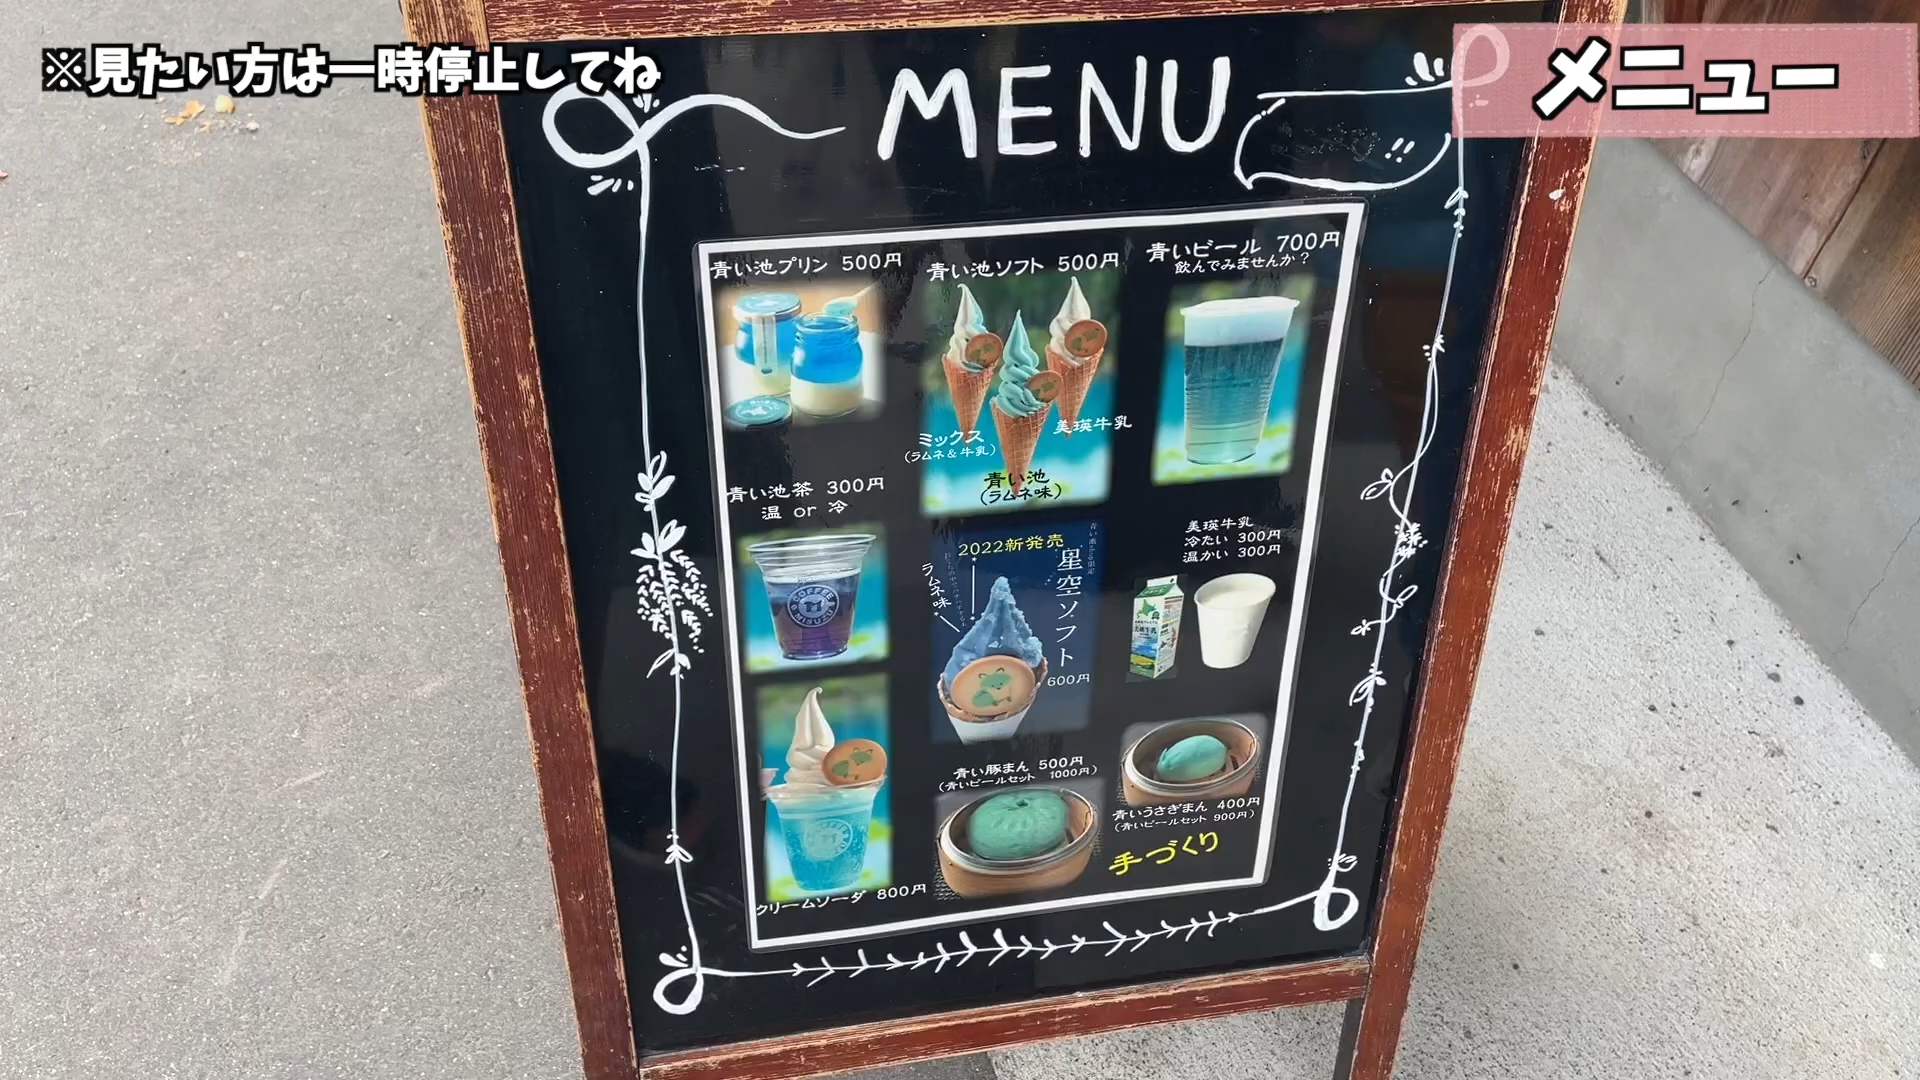 ※見たい方は一時停止してね
メニュー
MENU
青い池プリン 500円
青い池ソフト 500円
ミックス
(ラムネ&牛乳)
美瑛牛乳
青い池
(ラムネ味)
青いビール 700円
飲んでみませんか?
青い池茶 300円
温 or 冷
2022新発売
星空ソフト
ラムネ味
600円
美瑛牛乳
冷たい 300円
温かい 300円
クリームソーダ 800円
青い豚まん 500円
(青いビールセット 1000円)
青いうさぎまん 400円
(青いビールセット 900円)
手づくり